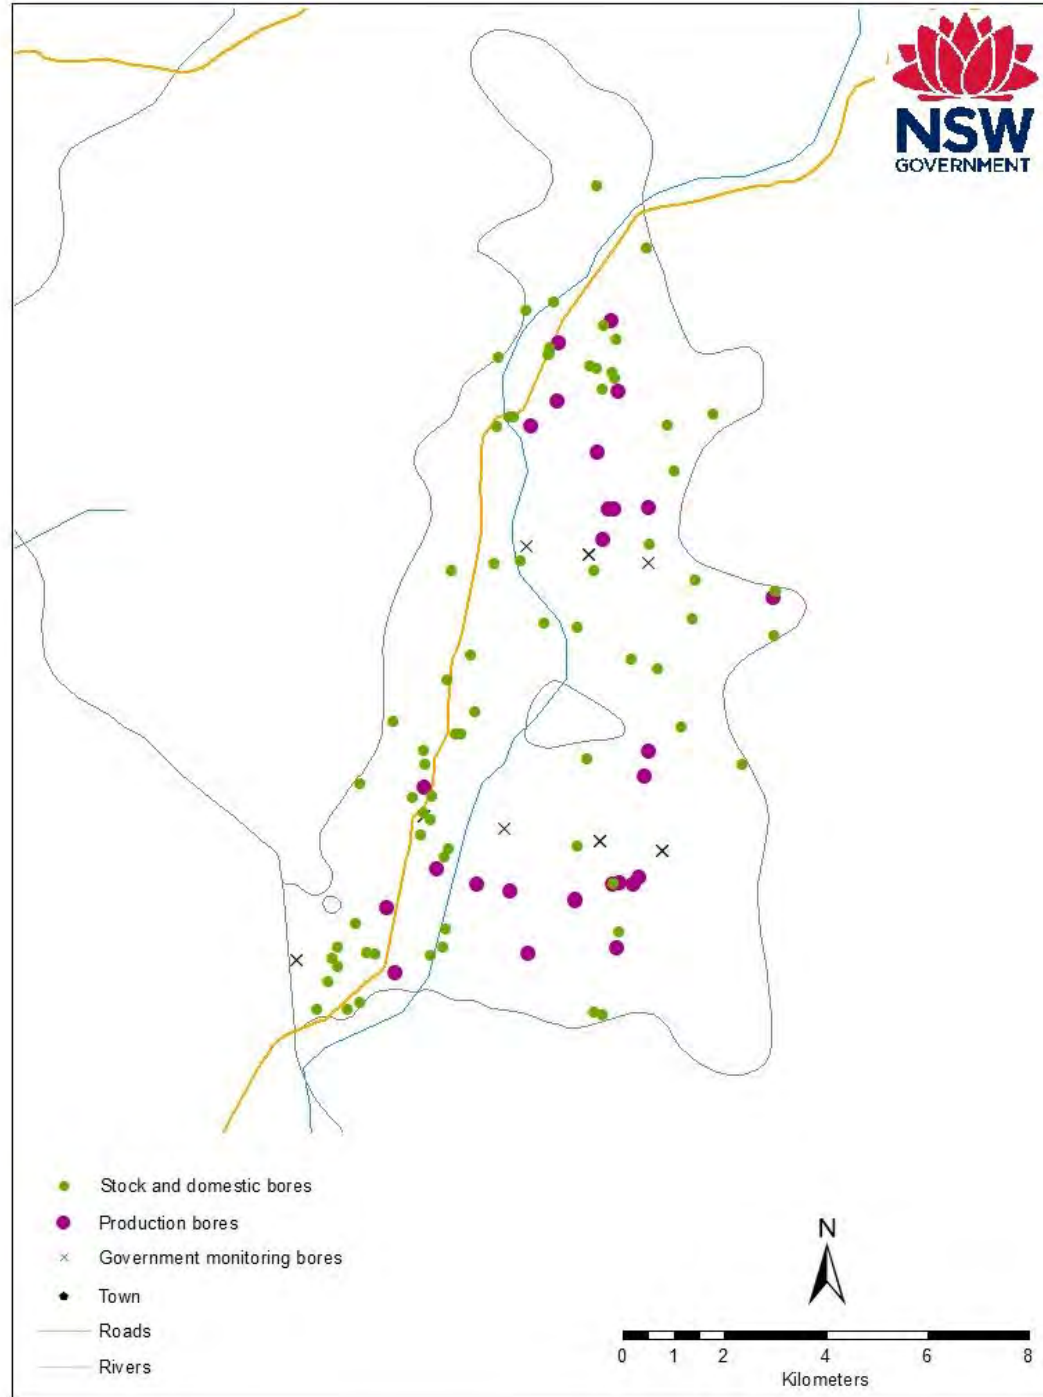 NSW
GOVERNMENT
Stock and domestic bores
Production bores
Government monitoring bores
Town
Roads
Rivers
N
0 1 2 4 6 8
Kilometers